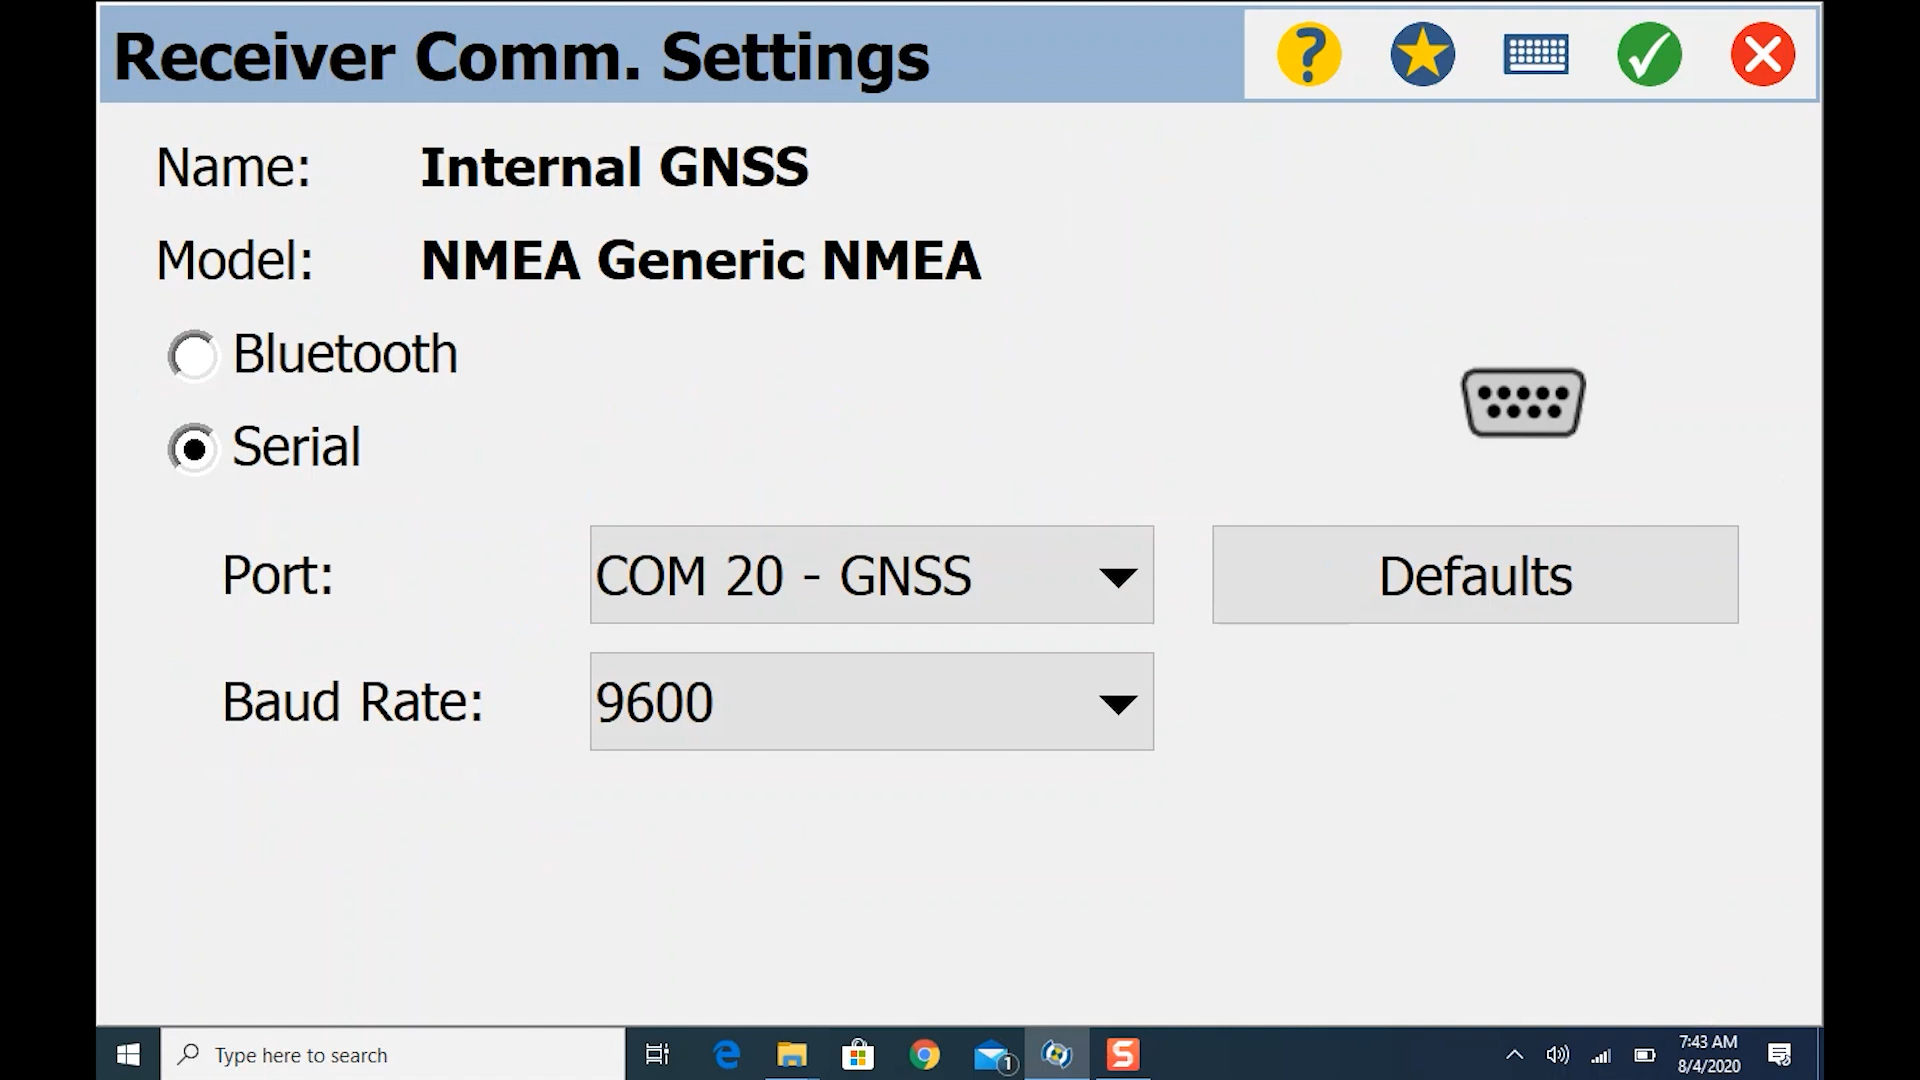 Receiver Comm. Settings
Name: Internal GNSS
Model: NMEA Generic NMEA
Bluetooth
Serial
Port: COM 20 - GNSS Defaults
Baud Rate: 9600
Type here to search
1
7:43 AM
8/4/2020